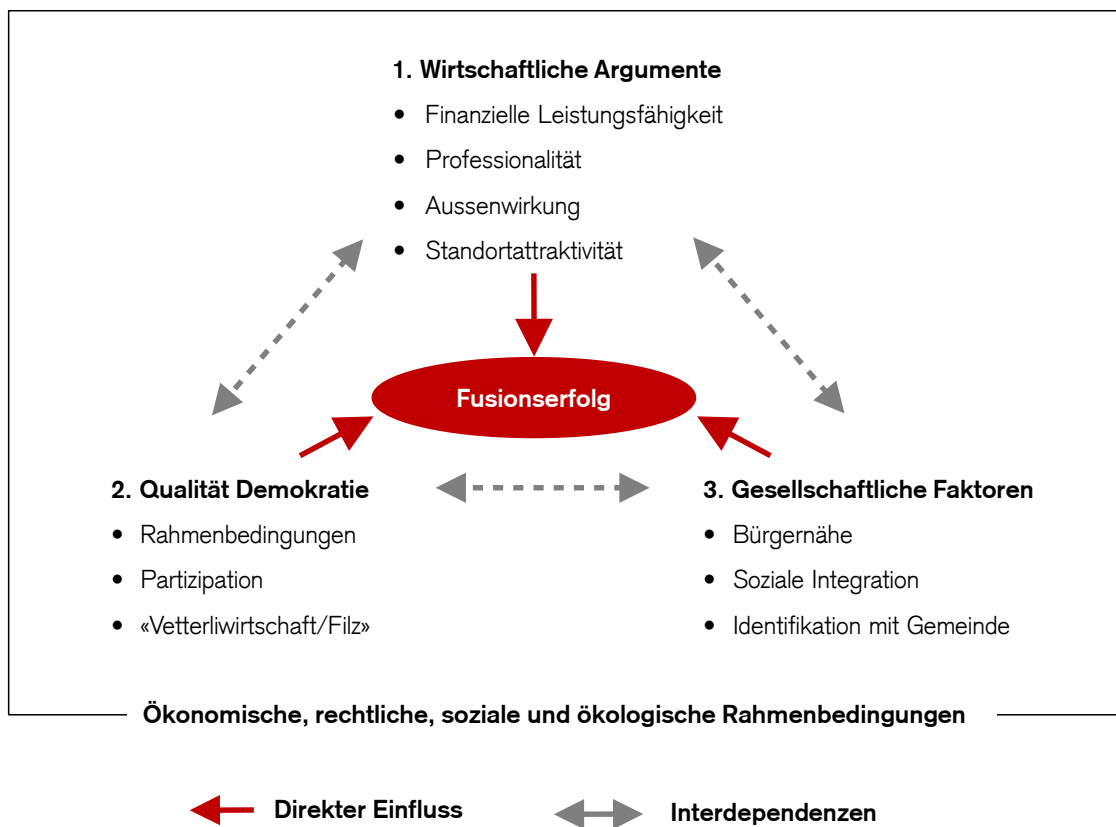 1. Wirtschaftliche Argumente
• Finanzielle Leistungsfähigkeit
• Professionalität
• Aussenwirkung
• Standortattraktivität
Fusionserfolg
2. Qualität Demokratie
• Rahmenbedingungen
• Partizipation
• «Vetterliwirtschaft/Filz»
3. Gesellschaftliche Faktoren
• Bürgernähe
• Soziale Integration
• Identifikation mit Gemeinde
Ökonomische, rechtliche, soziale und ökologische Rahmenbedingungen
Direkter Einfluss
Interdependenzen